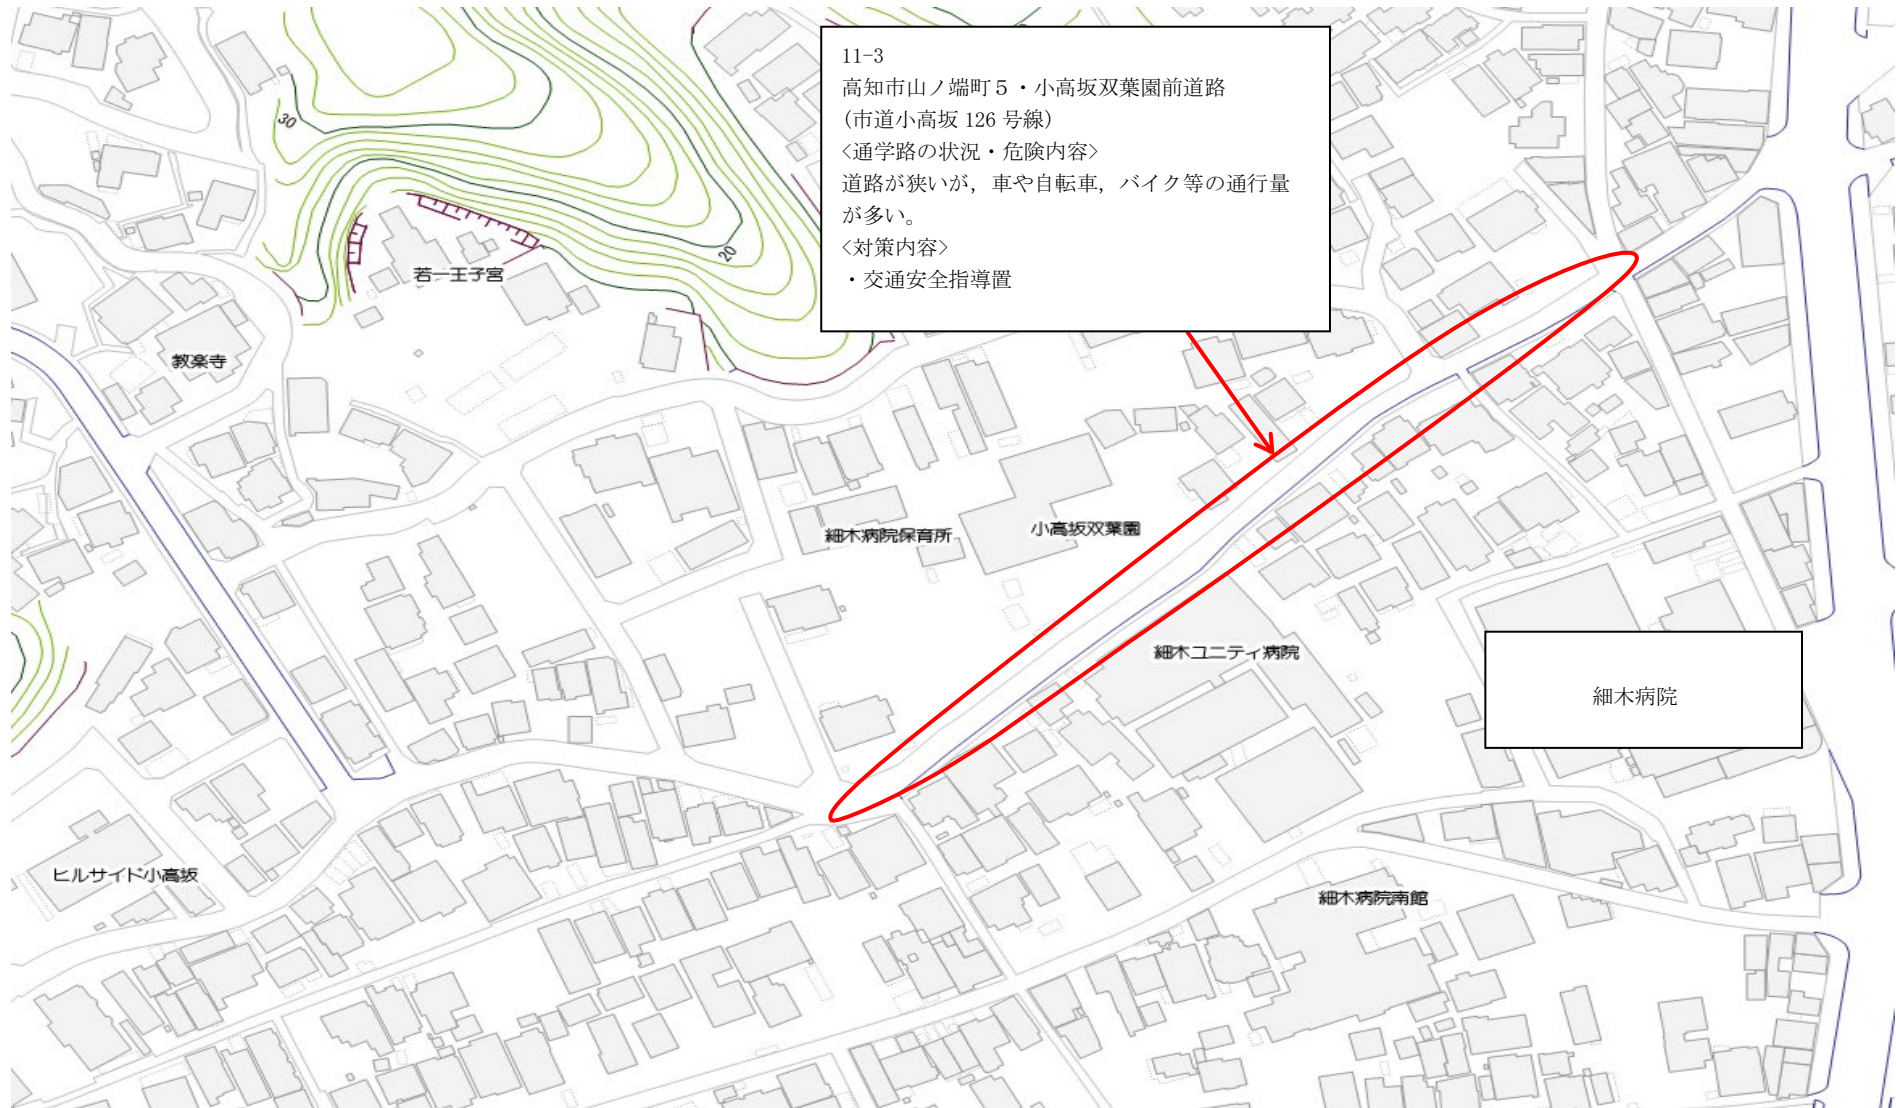 11-3
高知市山ノ端町５・小高坂双葉園前道路
(市道小高坂 126 号線)
<通学路の状況・危険内容>
道路が狭いが，車や自転車，バイク等の通行量
が多い。
<対策内容>
・交通安全指導置
30
20
若一王子宮
教楽寺
細木病院保育所
小高坂双葉園
細木ユニティ病院
細木病院
ヒルサイド小高坂
細木病院南館